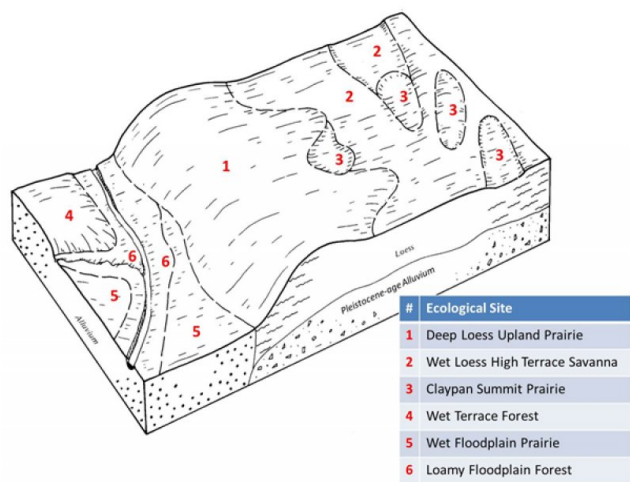 2
2
3
3
3
3
1
4
6
6
5
5
Loess
Pleistocene-age Alluvium
Alluvium
# Ecological Site
1 Deep Loess Upland Prairie
2 Wet Loess High Terrace Savanna
3 Claypan Summit Prairie
4 Wet Terrace Forest
5 Wet Floodplain Prairie
6 Loamy Floodplain Forest